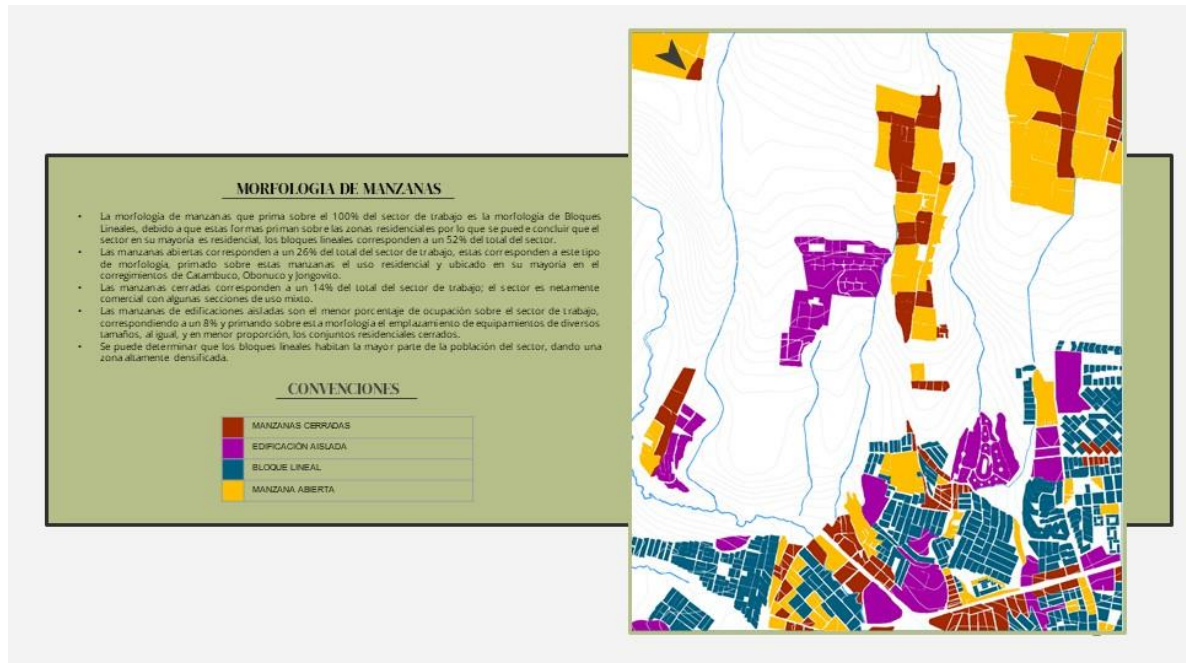 MORFOLOGIA DE MANZANAS
• La morfología de manzanas que prima sobre el 100% del sector de trabajo es la morfología de Bloques
Lineales, debido a que estas formas priman sobre las zonas residenciales por lo que se puede concluir que el
sector en su mayoría es residencial, los bloques lineales corresponden a un 52% del total del sector.
• Las manzanas abiertas corresponden a un 26% del total del sector de trabajo, estas corresponden a este tipo
de morfología, primado sobre estas manzanas el uso residencial y ubicado en su mayoría en el
corregimientos de Catambuco, Obonuco y Jongovito.
• Las manzanas cerradas corresponden a un 14% del total del sector de trabajo; el sector es netamente
comercial con algunas secciones de uso mixto.
• Las manzanas de edificaciones aisladas son el menor porcentaje de ocupación sobre el sector de trabajo,
correspondiendo a un 8% y primando sobre esta morfología el emplazamiento de equipamientos de diversos
tamaños, al igual, y en menor proporción, los conjuntos residenciales cerrados.
• Se puede determinar que los bloques lineales habitan la mayor parte de la población del sector, dando una
zona altamente densificada.
CONVENCIONES
MANZANAS CERRADAS
EDIFICACIÓN AISLADA
BLOQUE LINEAL
MANZANA ABIERTA